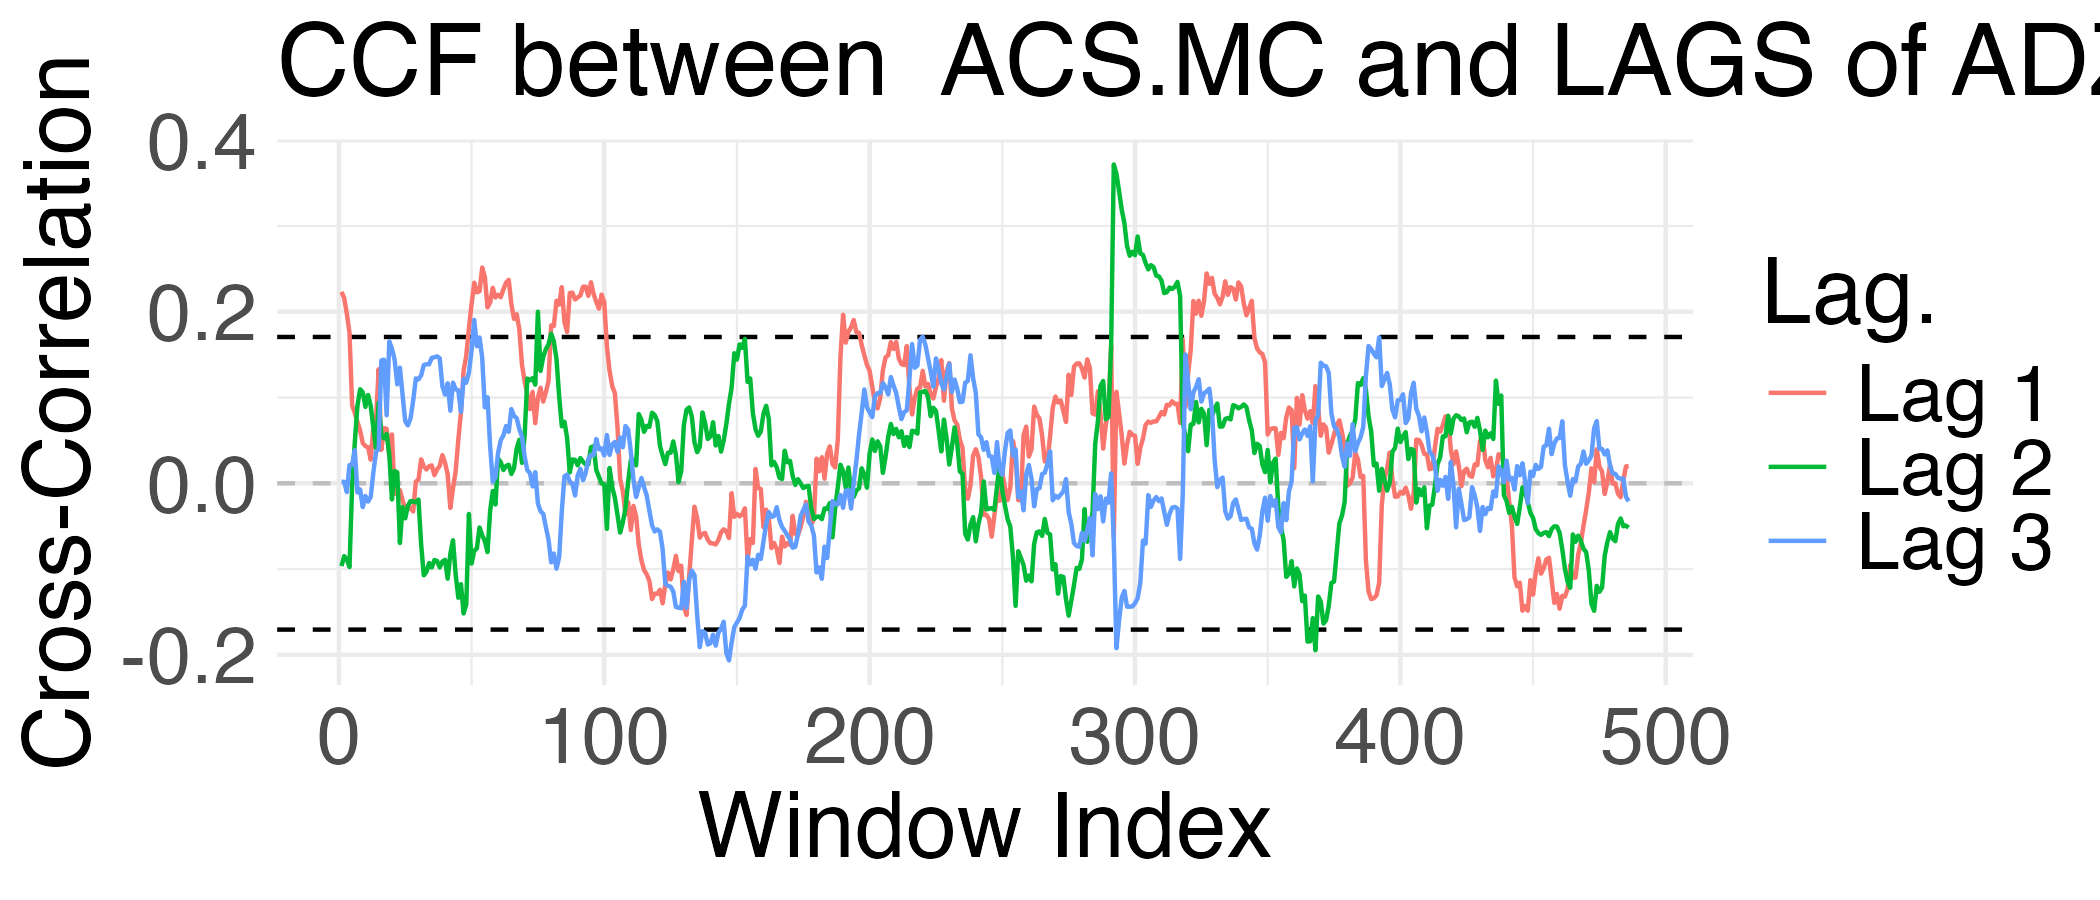 CCF between  ACS.MC and LAGS of ADZ
Cross-Correlation
0.4
0.2
0.0
-0.2
0 100 200 300 400 500
Window Index
Lag.
Lag 1
Lag 2
Lag 3